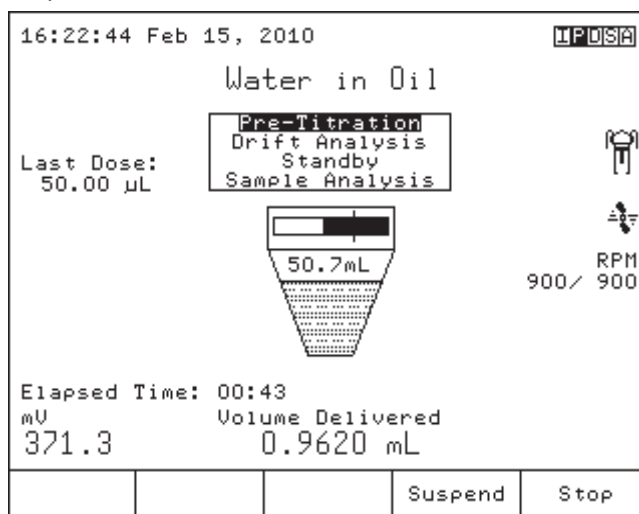 16:22:44 Feb 15, 2010 IPDSA
Water in Oil
Pre-Titration
Drift Analysis
Standby
Sample Analysis
Last Dose:
50.00 µL
50.7mL
RPM
900/ 900
Elapsed Time: 00:43
mV Volume Delivered
371.3 0.9620 mL
Suspend Stop